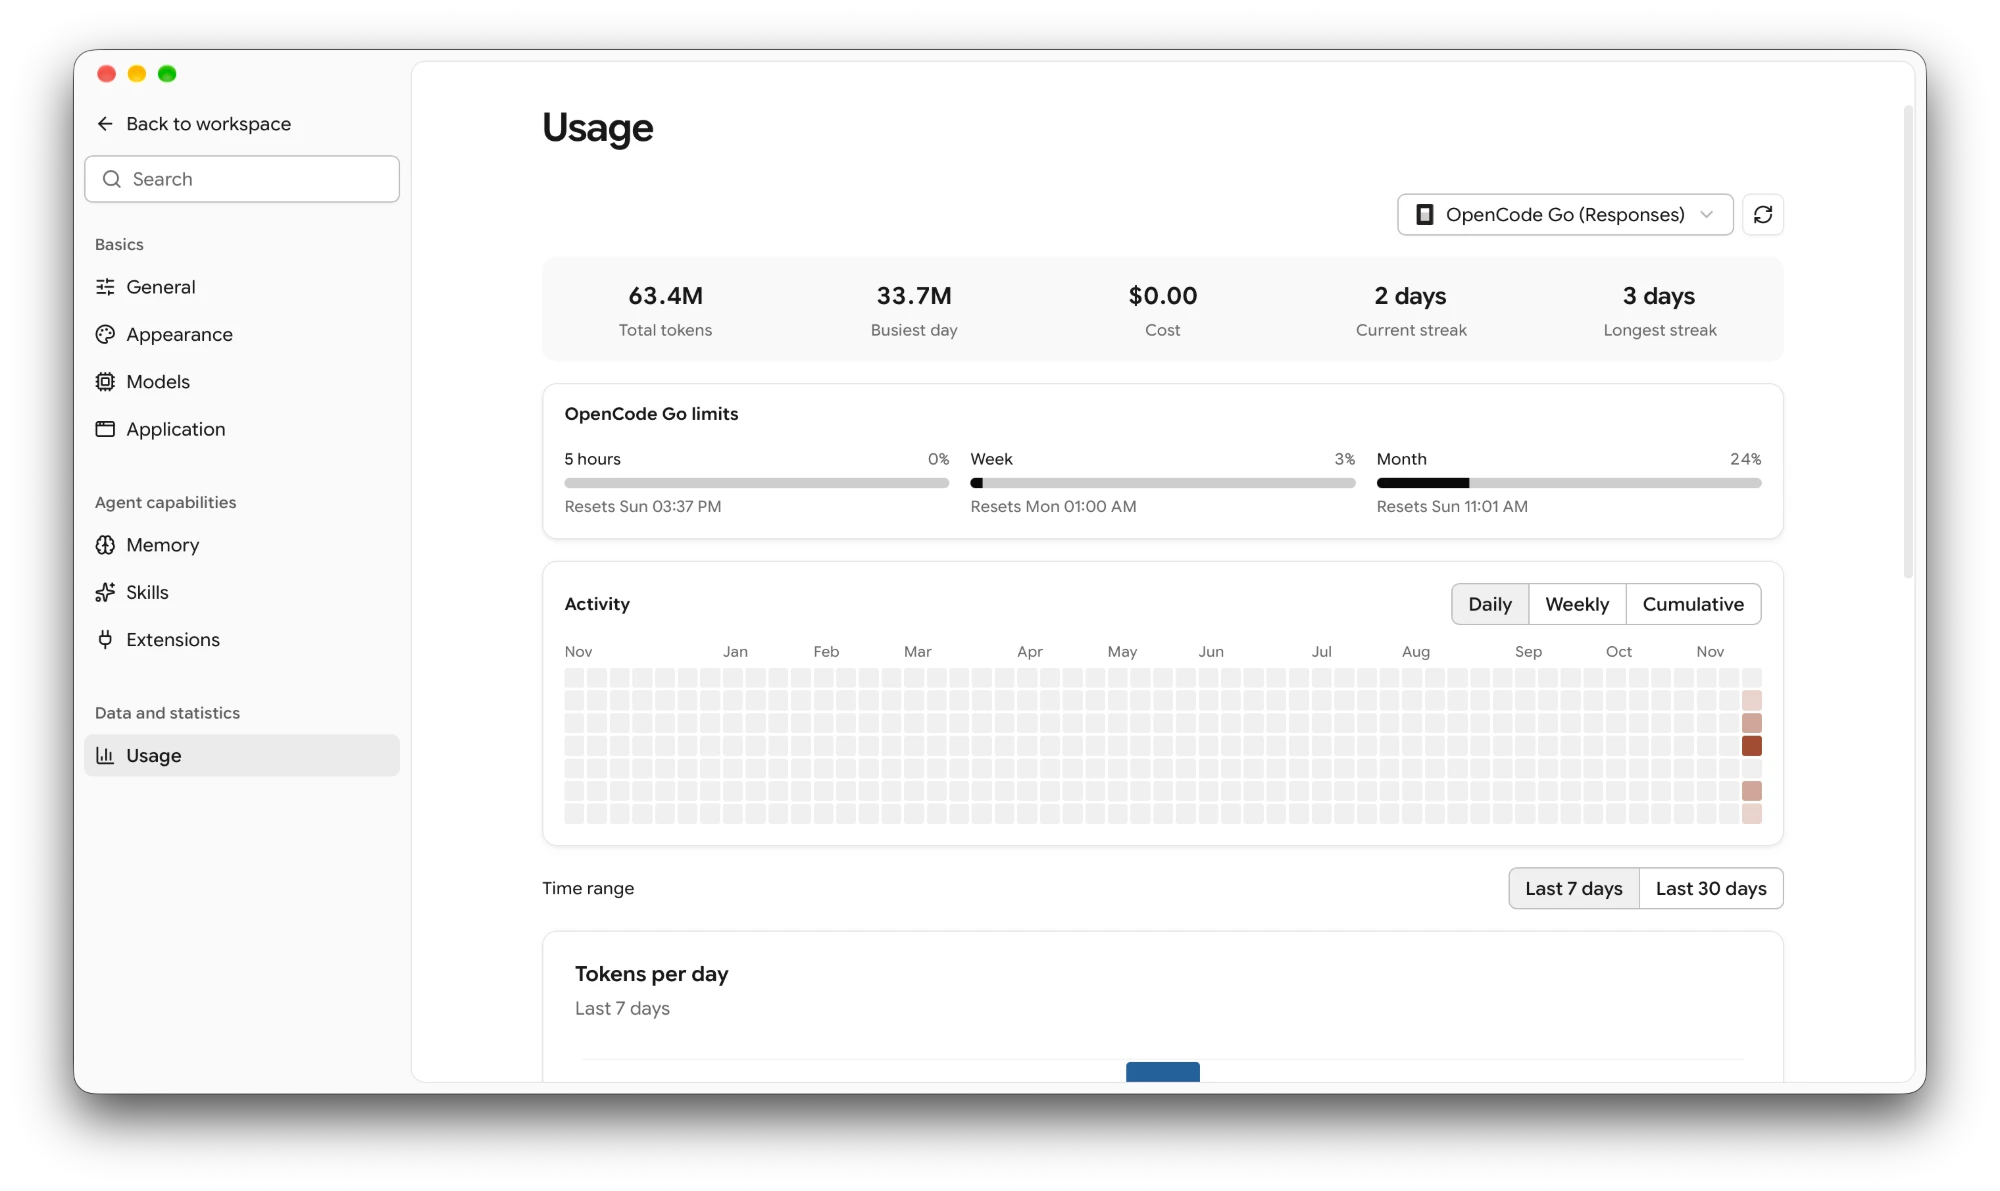 Back to workspace
Search
Basics
General
Appearance
Models
Application
Agent capabilities
Memory
Skills
Extensions
Data and statistics
Usage
Usage
OpenCode Go (Responses)
63.4M 33.7M $0.00 2 days 3 days
Total tokens Busiest day Cost Current streak Longest streak
OpenCode Go limits
5 hours 0% Week 3% Month 24%
Resets Sun 03:37 PM Resets Mon 01:00 AM Resets Sun 11:01 AM
Activity Daily Weekly Cumulative
Nov Jan Feb Mar Apr May Jun Jul Aug Sep Oct Nov
Time range Last 7 days Last 30 days
Tokens per day
Last 7 days